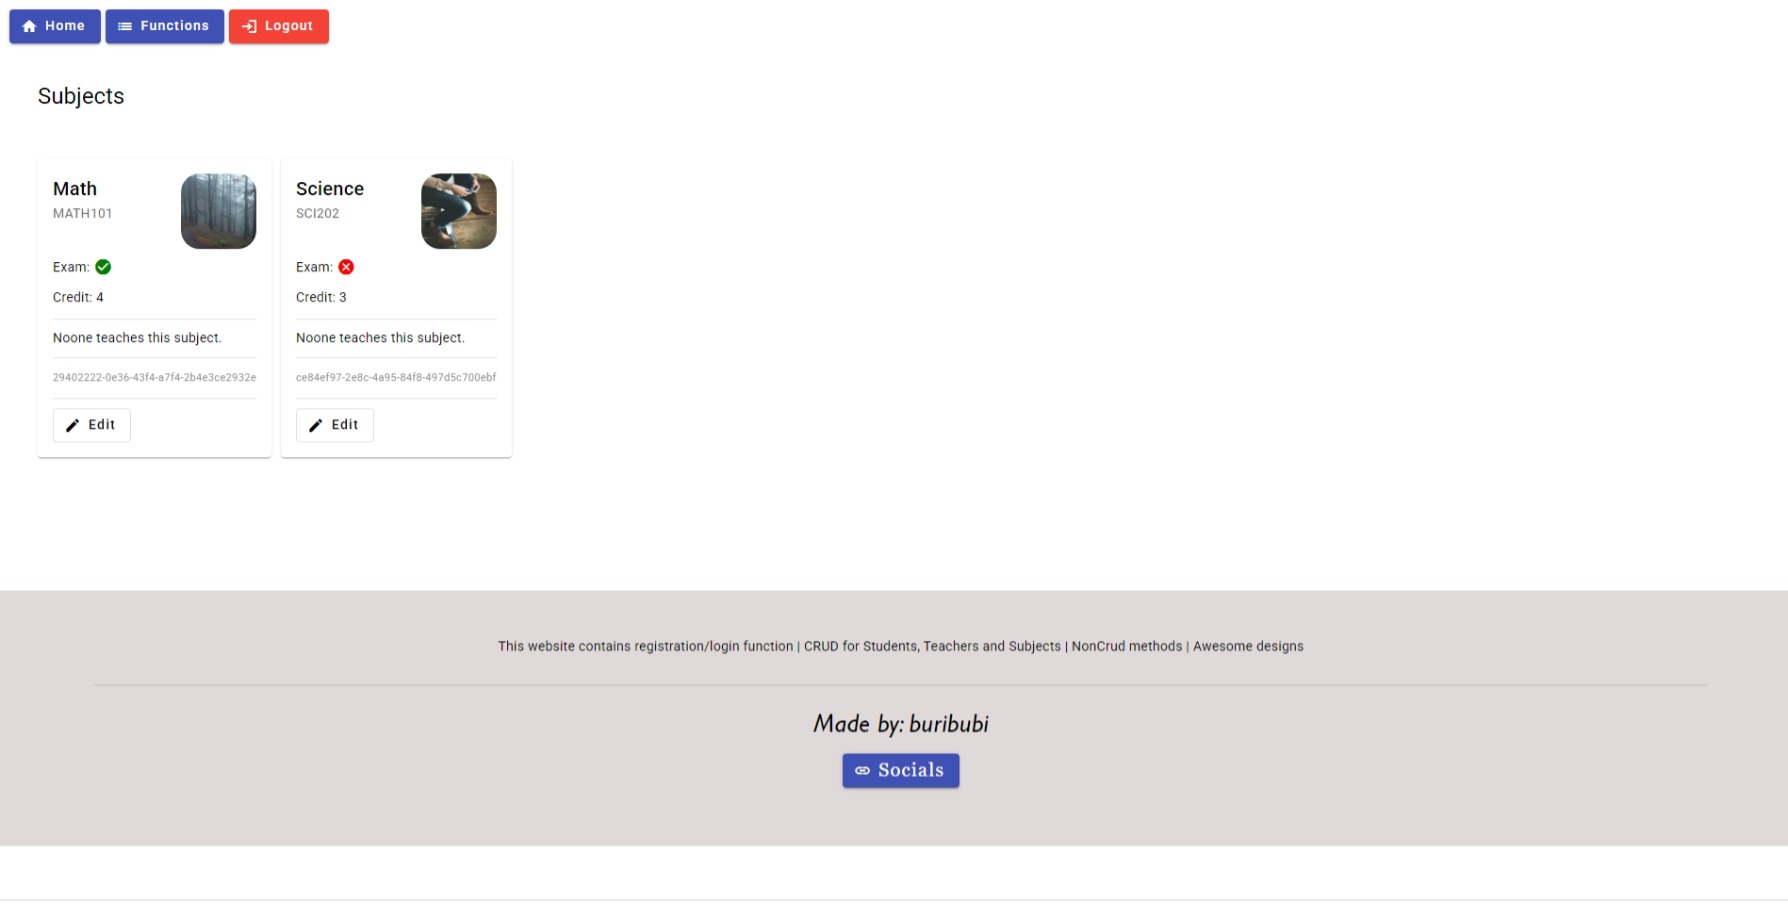 Home Functions Logout
Subjects
Math
MATH101
Exam:
Credit: 4
Noone teaches this subject.
29402222-0e36-43f4-a7f4-2b4e3ce2932e
Edit
Science
SCI202
Exam:
Credit: 3
Noone teaches this subject.
ce84ef97-2e8c-4a95-84f8-497d5c700ebf
Edit
This website contains registration/login function | CRUD for Students, Teachers and Subjects | NonCrud methods | Awesome designs
Made by: buribubi
Socials